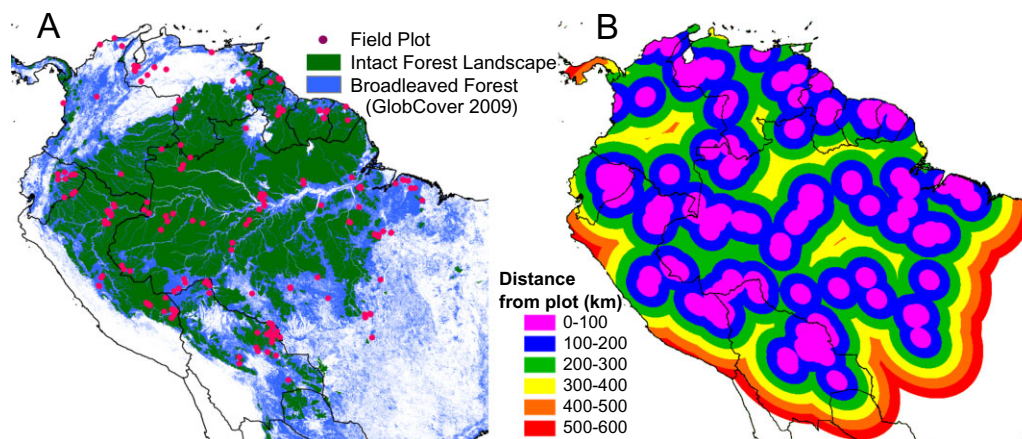 A
Field Plot
Intact Forest Landscape
Broadleaved Forest
(GlobCover 2009)
B
Distance
from plot (km)
0-100
100-200
200-300
300-400
400-500
500-600